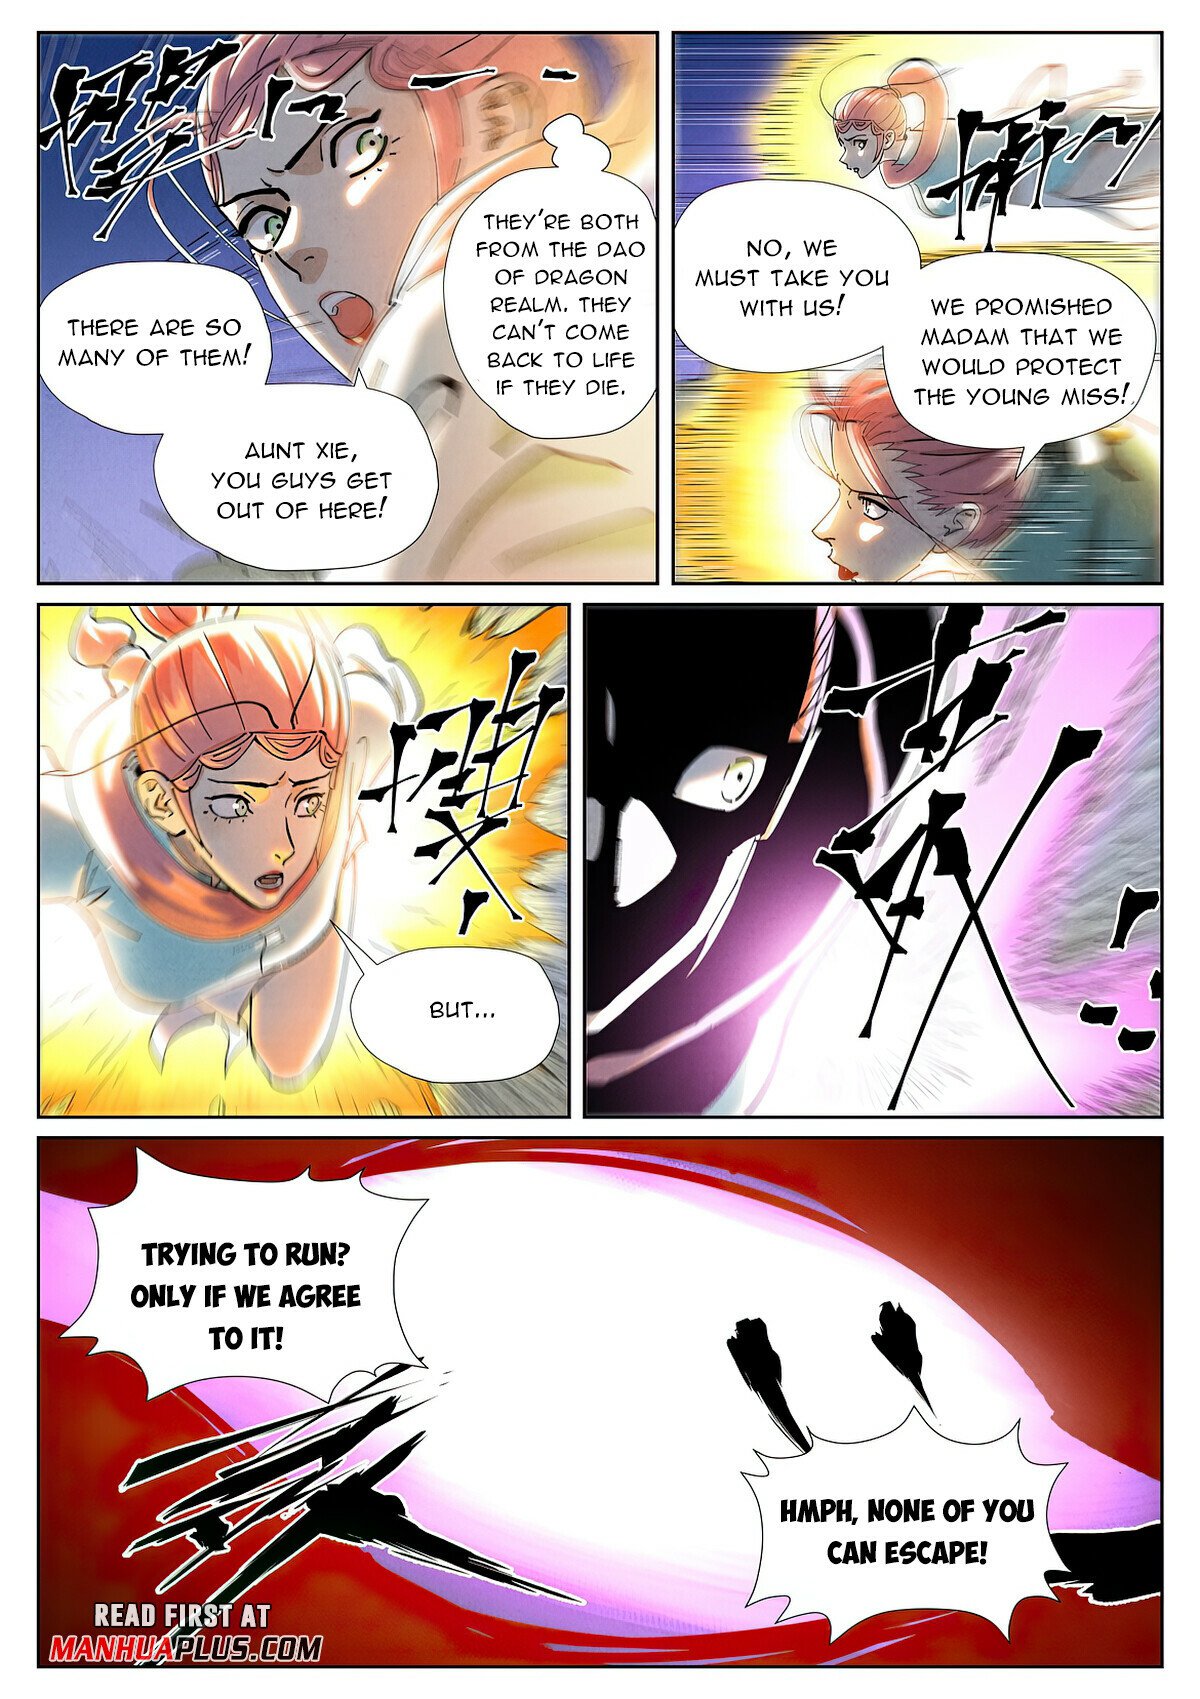 THERE ARE SO
MANY OF THEM!
AUNT XIE,
YOU GUYS GET
OUT OF HERE!
THEY'RE BOTH
FROM THE DAO
OF DRAGON
REALM. THEY
CAN'T COME
BACK TO LIFE
IF THEY DIE.
NO, WE
MUST TAKE YOU
WITH US!
WE PROMISHED
MADAM THAT WE
WOULD PROTECT
THE YOUNG MISS!
BUT...
TRYING TO RUN?
ONLY IF WE AGREE
TO IT!
HMPH, NONE OF YOU
CAN ESCAPE!
READ FIRST AT
MANHUAPLUS.COM